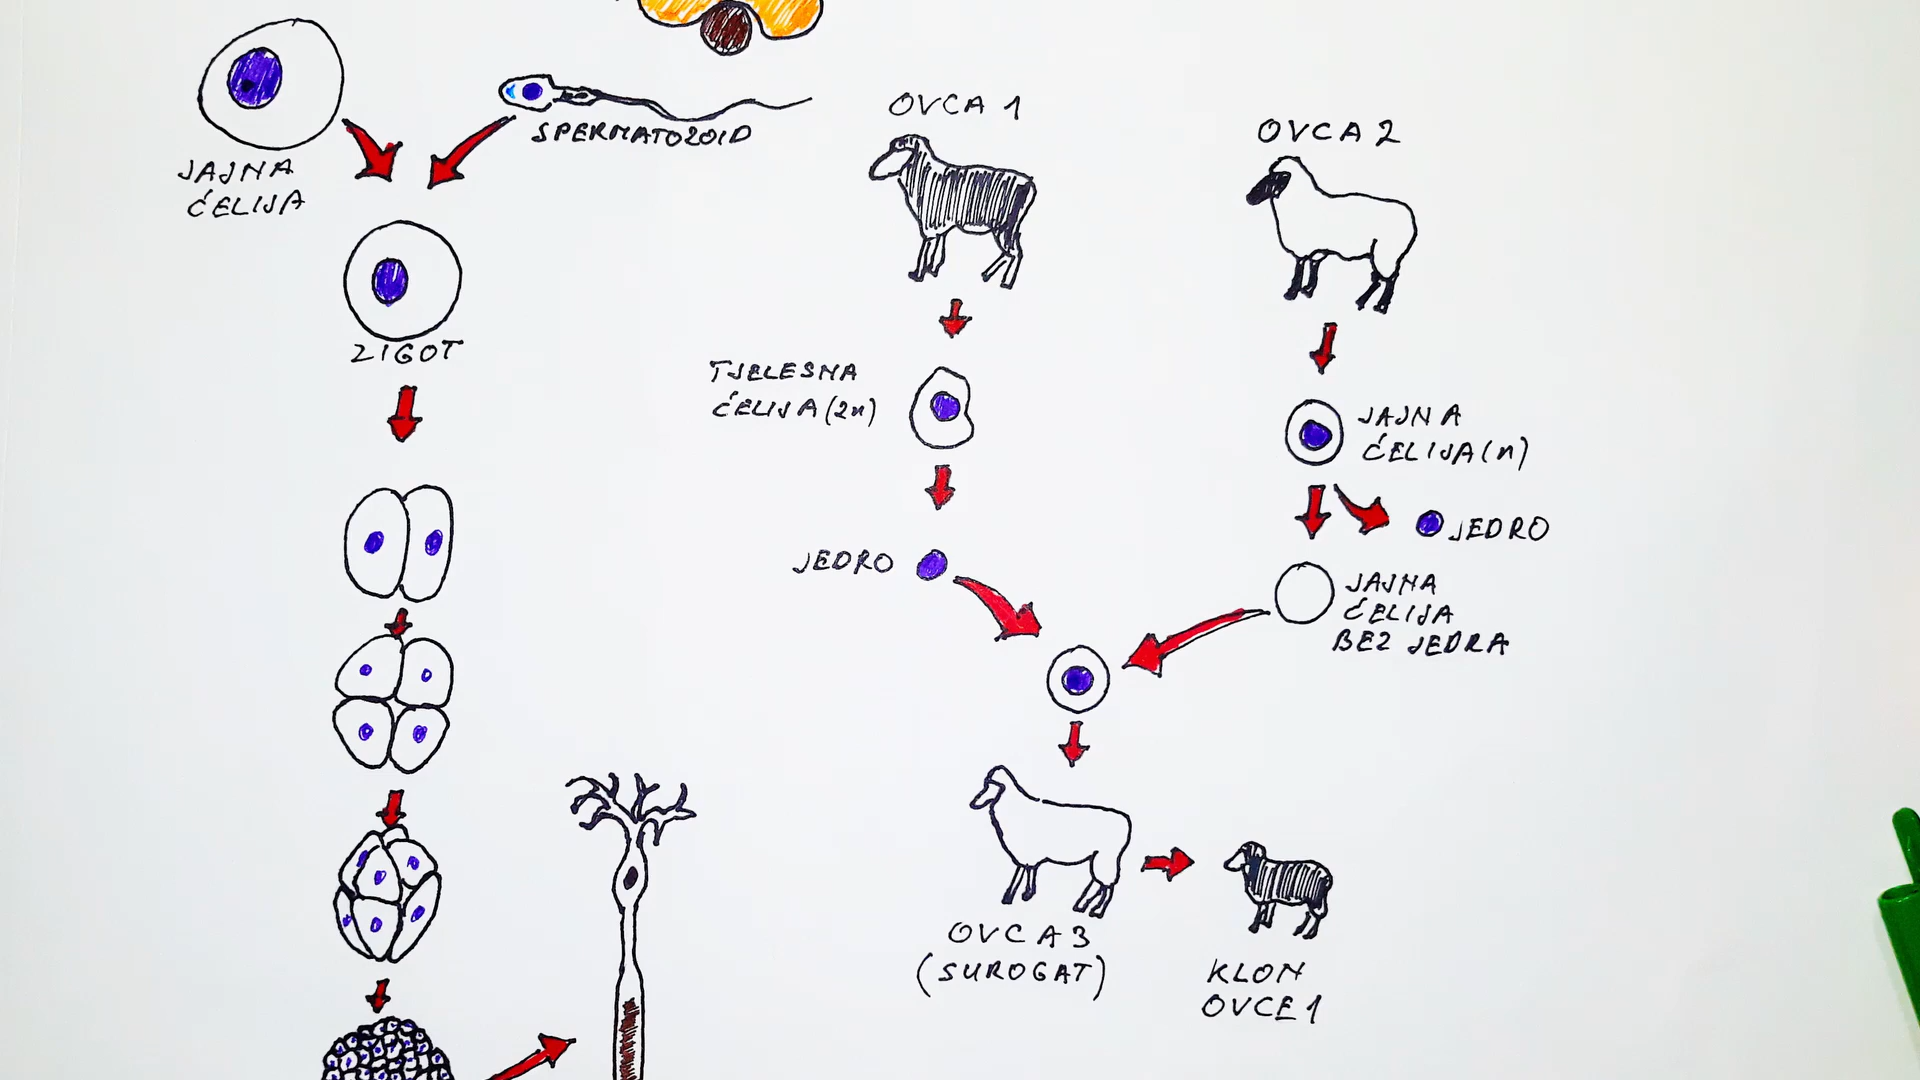 JAJNA
ĆELIJA
SPERMATOZOID
ZIGOT
OVCA 1
TJELESNA
ĆELIJA (2n)
JEDRO
OVCA 2
JAJNA
ĆELIJA (n)
JEDRO
JAJNA
ĆELIJA
BEZ JEDRA
OVCA 3
(SUROGAT)
KLON
OVCE 1